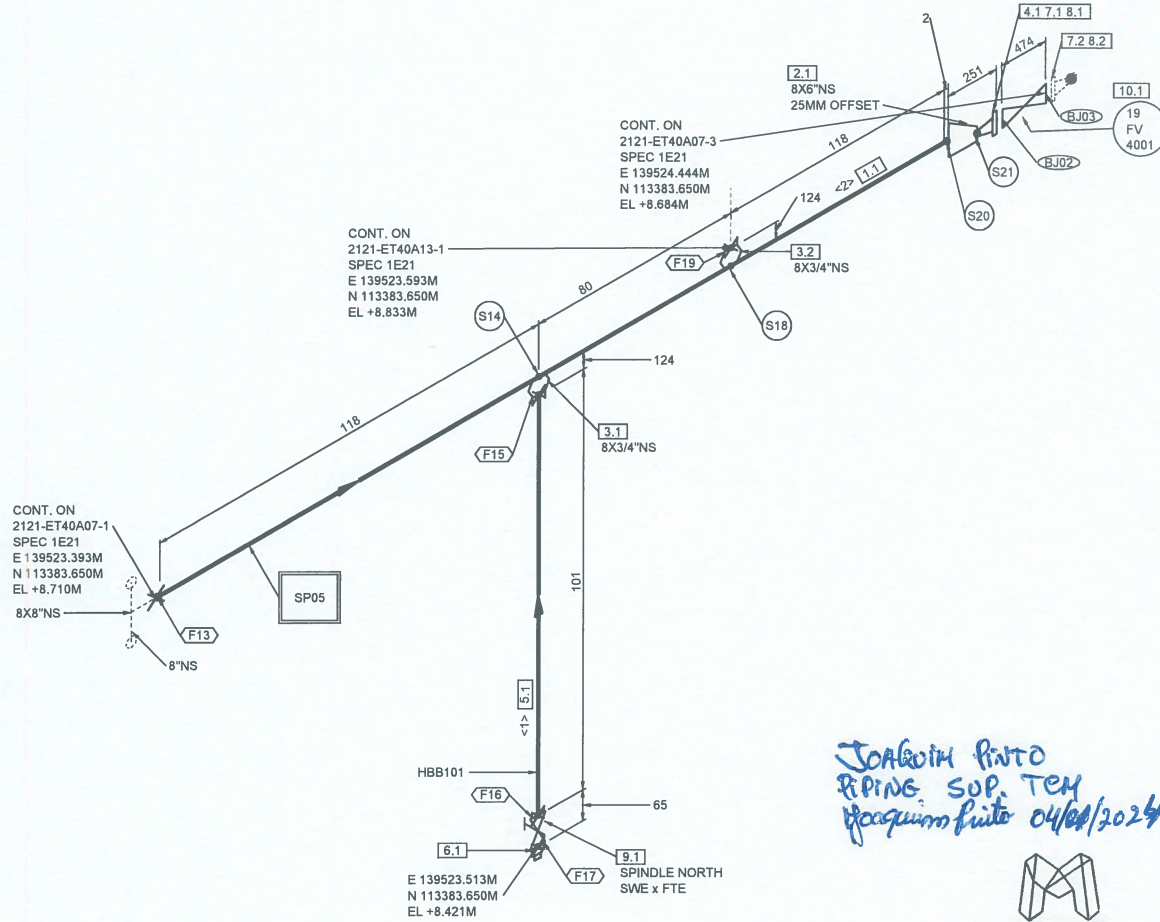 2
4.1 7.1 8.1
474
7.2 8.2
251
2.1
8X6"NS
25MM OFFSET
10.1
BJ03
19
FV
4001
BJ02
S21
S20
CONT. ON
2121-ET40A07-3
SPEC 1E21
E 139524.444M
N 113383.650M
EL +8.684M
118
<2> 1.1
124
CONT. ON
2121-ET40A13-1
SPEC 1E21
E 139523.593M
N 113383.650M
EL +8.833M
F19
3.2
8X3/4"NS
80
S18
S14
124
118
3.1
8X3/4"NS
F15
CONT. ON
2121-ET40A07-1
SPEC 1E21
E 139523.393M
N 113383.650M
EL +8.710M
8X8"NS
SP05
F13
8"NS
101
<1> 5.1
HBB101
F16
65
6.1
9.1
SPINDLE NORTH
SWE x FTE
F17
E 139523.513M
N 113383.650M
EL +8.421M
JOAQUIM PINTO
PIPING SUP. TCM
Joaquim Pinto